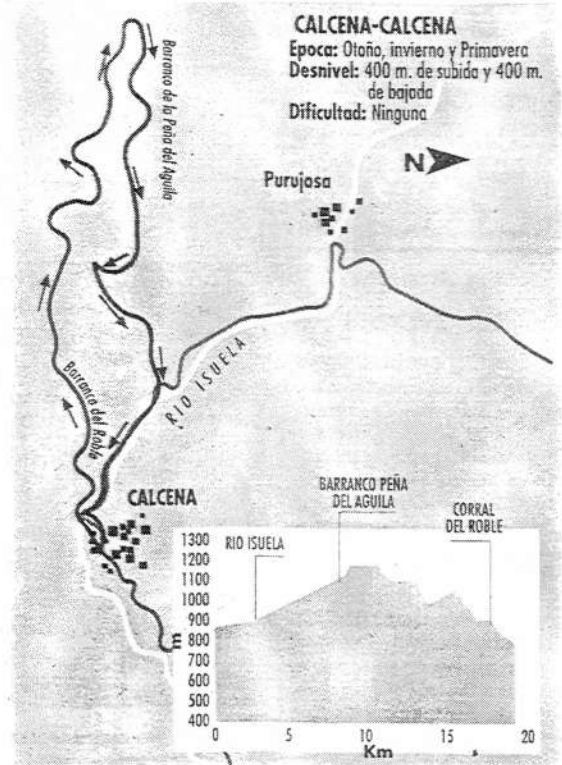 CALCENA-CALCENA
Epoca: Otoño, invierno y Primavera
Desnivel: 400 m. de subida y 400 m.
de bajada
Dificultad: Ninguna
N
Barranco de la Peña del Aguila
Purujosa
RIO ISUELA
Barranco del Roble
CALCENA
BARRANCO PEÑA
DEL AGUILA
CORRAL
DEL ROBLE
RIO ISUELA
m
1300
1200
1100
1000
900
800
700
600
500
400
0 5 10 15 20
Km